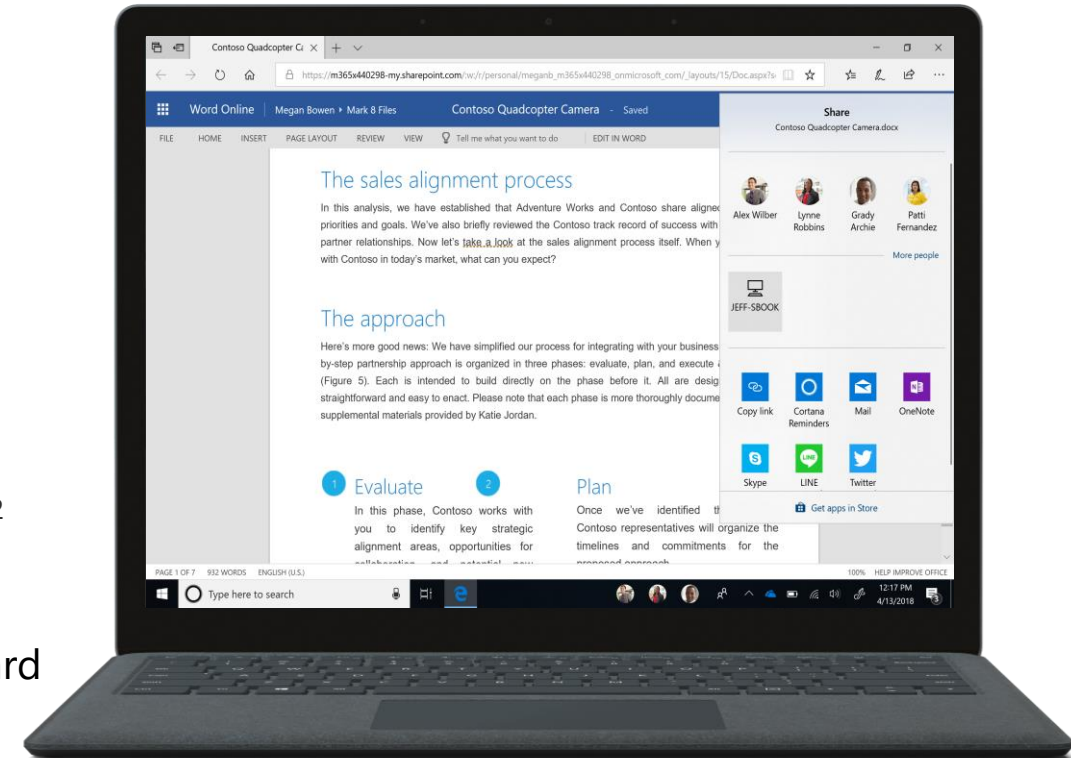 Contoso Quadcopter Ca
https://m365x440298-my.sharepoint.com/:w:/r/personal/meganb_m365x440298_onmicrosoft_com/_layouts/15/Doc.aspx?s
Word Online Megan Bowen ▸ Mark 8 Files Contoso Quadcopter Camera - Saved
FILE HOME INSERT PAGE LAYOUT REVIEW VIEW Tell me what you want to do EDIT IN WORD
The sales alignment process
In this analysis, we have established that Adventure Works and Contoso share aligned
priorities and goals. We've also briefly reviewed the Contoso track record of success with
partner relationships. Now let's take a look at the sales alignment process itself. When y
with Contoso in today's market, what can you expect?
The approach
Here's more good news: We have simplified our process for integrating with your business
by-step partnership approach is organized in three phases: evaluate, plan, and execute
(Figure 5). Each is intended to build directly on the phase before it. All are desig
straightforward and easy to enact. Please note that each phase is more thoroughly docume
supplemental materials provided by Katie Jordan.
1 Evaluate
In this phase, Contoso works with
you to identify key strategic
alignment areas, opportunities for
collaboration, and potential new
2 Plan
Once we've identified th
Contoso representatives will organize the
timelines and commitments for the
proposed approach
Share
Contoso Quadcopter Camera.docx
Alex Wilber
Lynne Robbins
Grady Archie
Patti Fernandez
More people
JEFF-SBOOK
Copy link
Cortana Reminders
Mail
OneNote
Skype
LINE
LINE
Twitter
Get apps in Store
PAGE 1 OF 7 932 WORDS ENGLISH (U.S.) 100% HELP IMPROVE OFFICE
Type here to search
12:17 PM
4/13/2018
3
2
rd